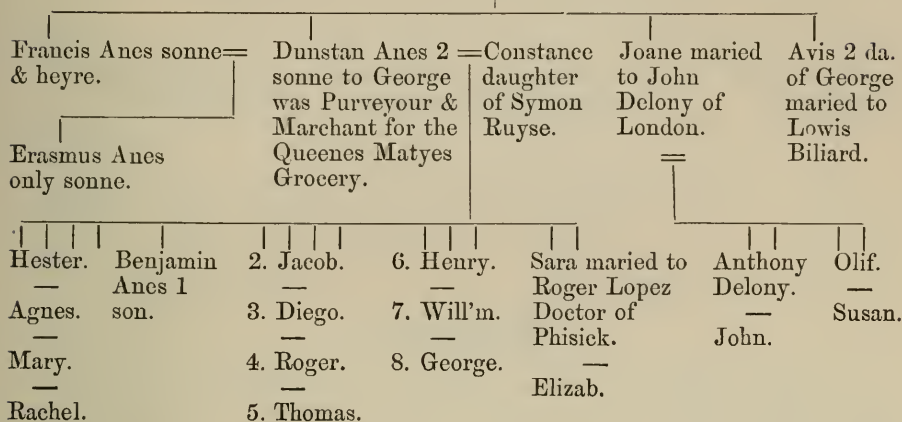 Francis Anes sonne=
& heyre.
Erasmus Anes
only sonne.
Dunstan Anes 2
sonne to George
was Purveyour &
Marchant for the
Queenes Matyes
Grocery.
=Constance
daughter
of Symon
Ruyse.
Joane maried
to John
Delony of
London.
=
Avis 2 da.
of George
maried to
Lowis
Biliard.
Hester.
—
Agnes.
—
Mary.
—
Rachel.
Benjamin
Anes 1
son.
2. Jacob.
—
3. Diego.
—
4. Roger.
—
5. Thomas.
6. Henry.
—
7. Will'm.
—
8. George.
Sara maried to
Roger Lopez
Doctor of
Phisick.
—
Elizab.
Anthony
Delony.
—
John.
Olif.
—
Susan.